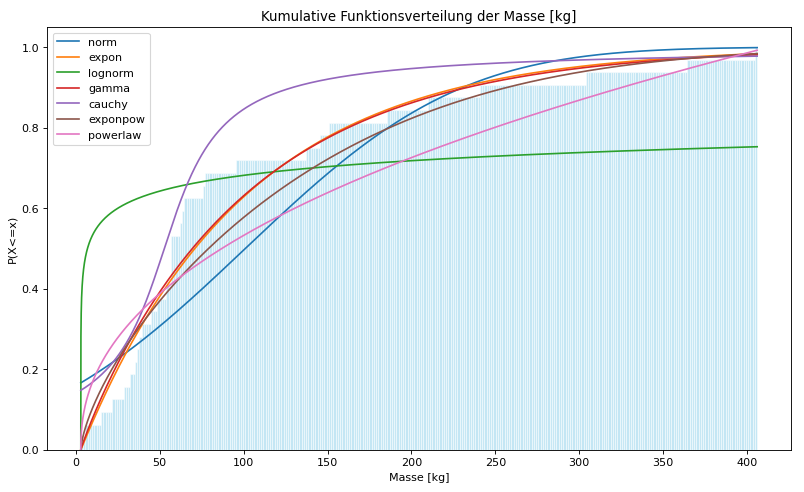 Kumulative Funktionsverteilung der Masse [kg]
norm
expon
lognorm
gamma
cauchy
exponpow
powerlaw
P(X<=x)
1.0
0.8
0.6
0.4
0.2
0.0
0 50 100 150 200 250 300 350 400
Masse [kg]